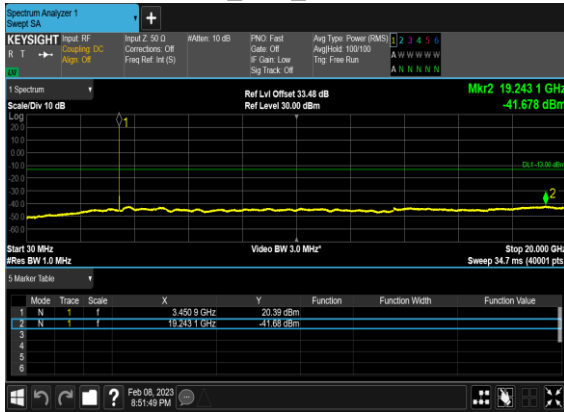 Spectrum Analyzer 1
Swept SA
+
KEYSIGHT Input: RF Input Z: 50 Ω #Atten: 10 dB PNO: Fast Avg Type: Power (RMS) 1 2 3 4 5 6
R T Coupling: DC Corrections: Off Gate: Off Avg|Hold: 100/100 A W W W W W
Align: Off Freq Ref: Int (S) IF Gain: Low Trig: Free Run
Sig Track: Off A N N N N N
1 Spectrum Ref Lvl Offset 33.48 dB Mkr2 19.243 1 GHz
Scale/Div 10 dB Ref Level 30.00 dBm -41.678 dBm
Log
20.0
1
10.0
0.00
-10.0
DL1 -13.00 dBm
-20.0
-30.0
2
-40.0
-50.0
-60.0
Start 30 MHz Video BW 3.0 MHz* Stop 20.000 GHz
#Res BW 1.0 MHz Sweep 34.7 ms (40001 pts)
5 Marker Table
Mode Trace Scale X Y Function Function Width Function Value
1 N 1 f 3.450 9 GHz 20.39 dBm
2 N 1 f 19.243 1 GHz -41.68 dBm
3
4
5
6
? Feb 08, 2023
8:51:49 PM